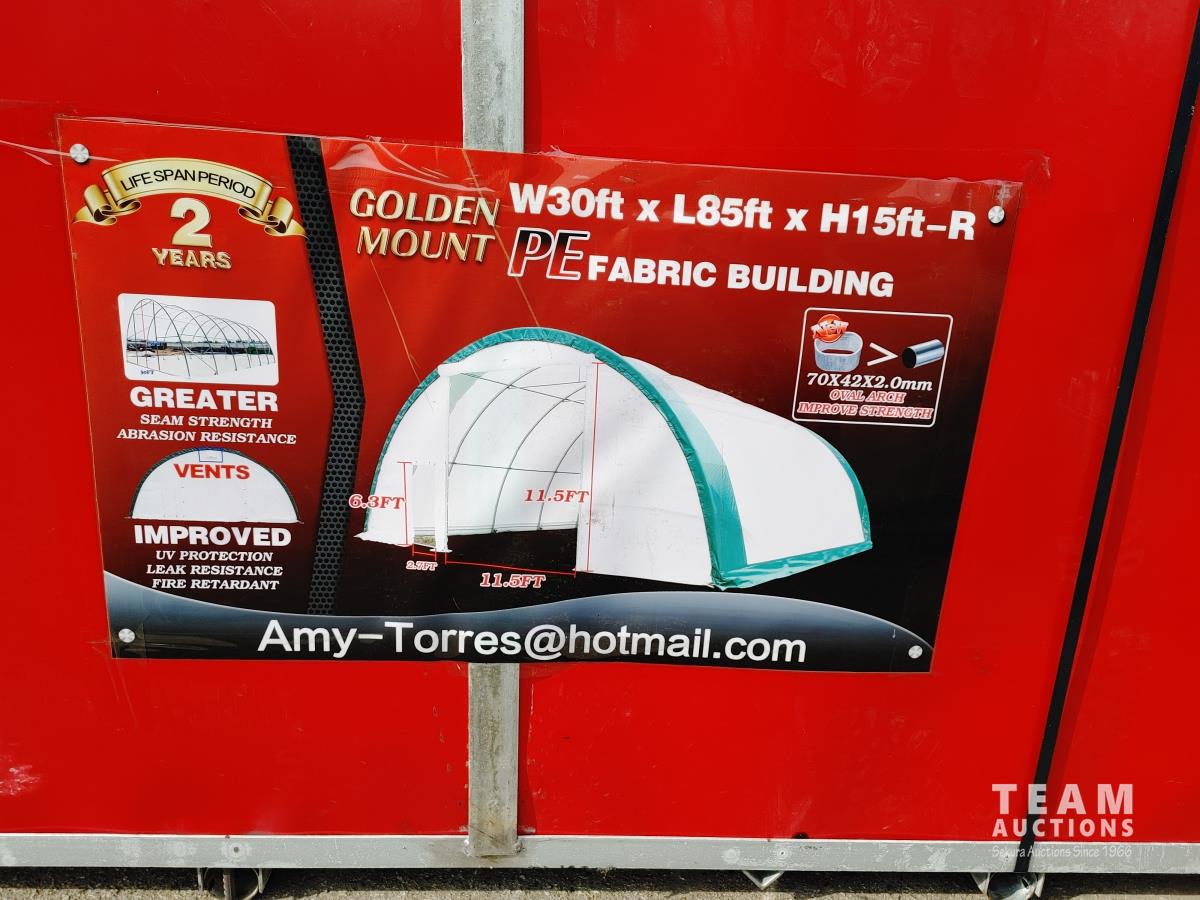 LIFE SPAN PERIOD
2
YEARS
GREATER
SEAM STRENGTH
ABRASION RESISTANCE
VENTS
IMPROVED
UV PROTECTION
LEAK RESISTANCE
FIRE RETARDANT
GOLDEN
MOUNT
W30ft x L85ft x H15ft-R
PE FABRIC BUILDING
New
>
70X42X2.0mm
OVAL ARCH
IMPROVE STRENGTH
6.3FT
11.5FT
2.7FT
11.5FT
Amy-Torres@hotmail.com
TEAM
AUCTIONS
Sakura Auctions Since 1966